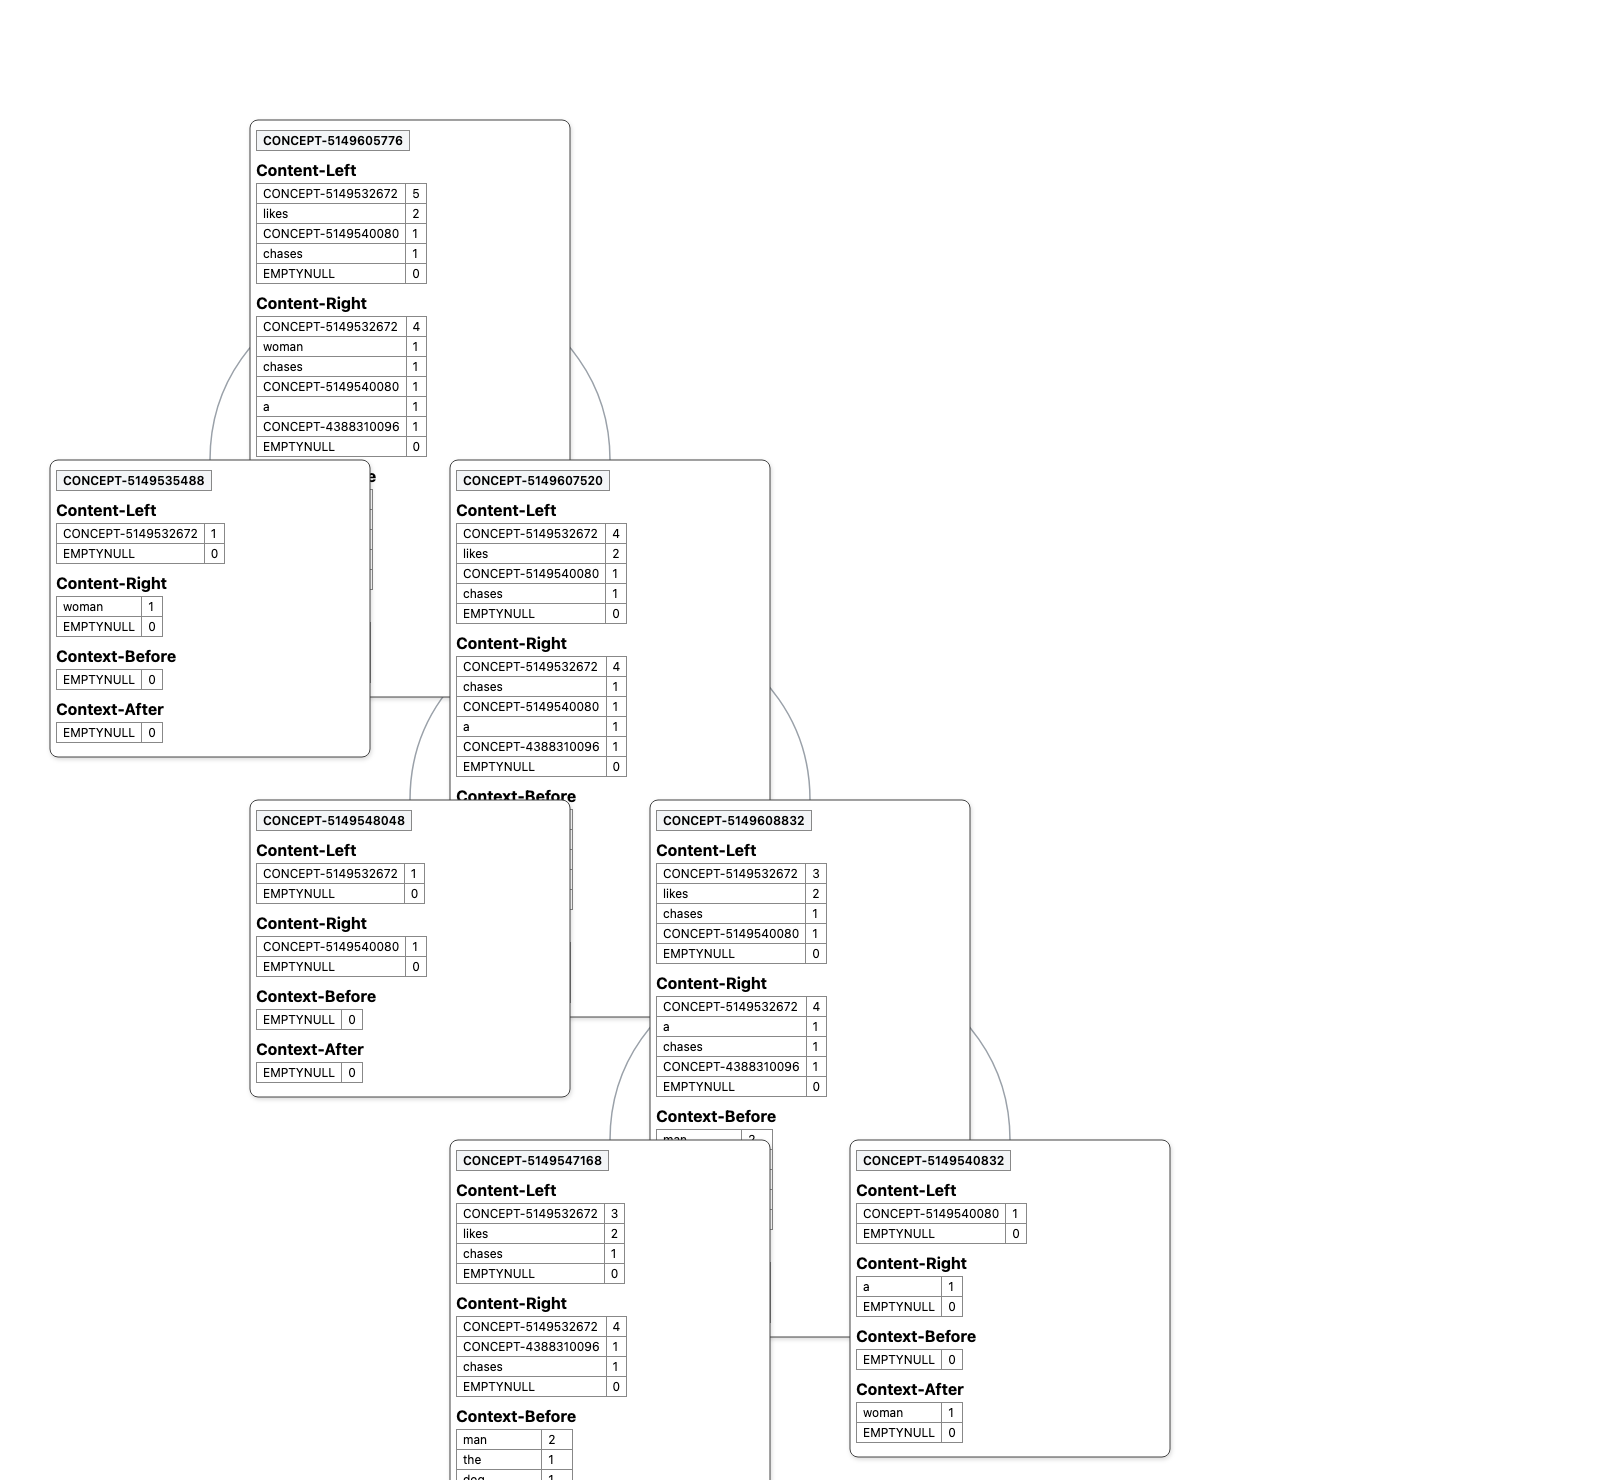 CONCEPT-5149605776
Content-Left
CONCEPT-5149532672 5
likes 2
CONCEPT-5149540080 1
chases 1
EMPTYNULL 0
Content-Right
CONCEPT-5149532672 4
woman 1
chases 1
CONCEPT-5149540080 1
a 1
CONCEPT-4388310096 1
EMPTYNULL 0
CONCEPT-5149535488
Content-Left
CONCEPT-5149532672 1
EMPTYNULL 0
Content-Right
woman 1
EMPTYNULL 0
Context-Before
EMPTYNULL 0
Context-After
EMPTYNULL 0
CONCEPT-5149607520
Content-Left
CONCEPT-5149532672 4
likes 2
CONCEPT-5149540080 1
chases 1
EMPTYNULL 0
Content-Right
CONCEPT-5149532672 4
chases 1
CONCEPT-5149540080 1
a 1
CONCEPT-4388310096 1
EMPTYNULL 0
Context-Before
CONCEPT-5149548048
Content-Left
CONCEPT-5149532672 1
EMPTYNULL 0
Content-Right
CONCEPT-5149540080 1
EMPTYNULL 0
Context-Before
EMPTYNULL 0
Context-After
EMPTYNULL 0
CONCEPT-5149608832
Content-Left
CONCEPT-5149532672 3
likes 2
chases 1
CONCEPT-5149540080 1
EMPTYNULL 0
Content-Right
CONCEPT-5149532672 4
a 1
chases 1
CONCEPT-4388310096 1
EMPTYNULL 0
Context-Before
man 2
CONCEPT-5149547168
Content-Left
CONCEPT-5149532672 3
likes 2
chases 1
EMPTYNULL 0
Content-Right
CONCEPT-5149532672 4
CONCEPT-4388310096 1
chases 1
EMPTYNULL 0
Context-Before
man 2
the 1
dog 1
CONCEPT-5149540832
Content-Left
CONCEPT-5149540080 1
EMPTYNULL 0
Content-Right
a 1
EMPTYNULL 0
Context-Before
EMPTYNULL 0
Context-After
woman 1
EMPTYNULL 0